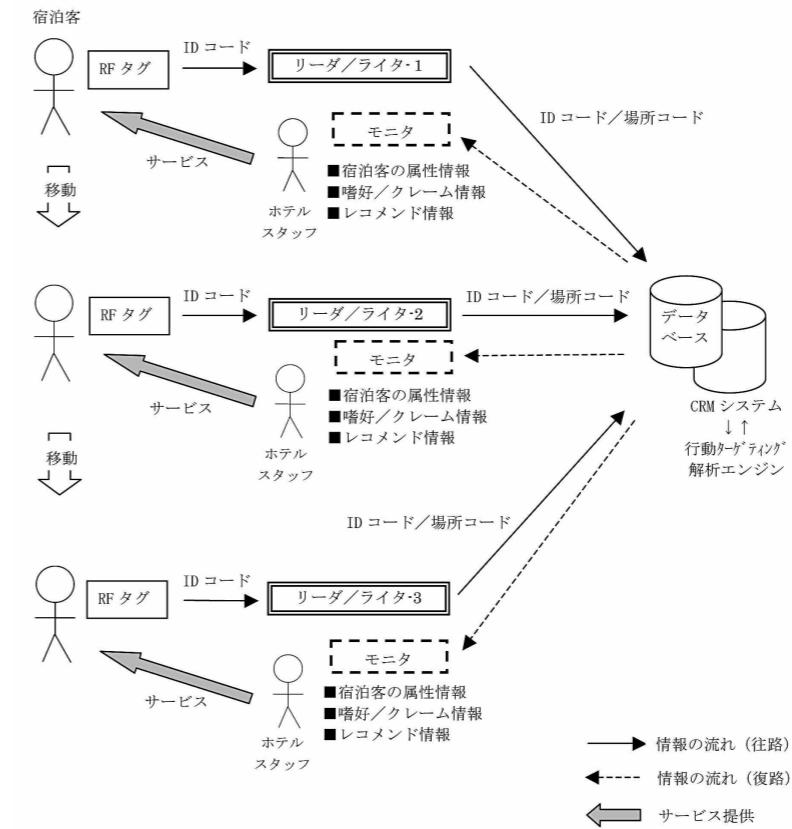 宿泊客
RF タグ
ID コード
リーダ／ライタ-1
ID コード／場所コード
モニタ
サービス
■宿泊客の属性情報
■嗜好／クレーム情報
■レコメンド情報
ホテル
スタッフ
移動
RF タグ
ID コード
リーダ／ライタ-2
ID コード／場所コード
データ
ベース
モニタ
サービス
■宿泊客の属性情報
■嗜好／クレーム情報
■レコメンド情報
ホテル
スタッフ
CRM システム
↓↑
行動ﾀｰｹﾞﾃｨﾝｸﾞ
解析エンジン
移動
ID コード／場所コード
RF タグ
ID コード
リーダ／ライタ-3
モニタ
サービス
■宿泊客の属性情報
■嗜好／クレーム情報
■レコメンド情報
ホテル
スタッフ
情報の流れ（往路）
情報の流れ（復路）
サービス提供